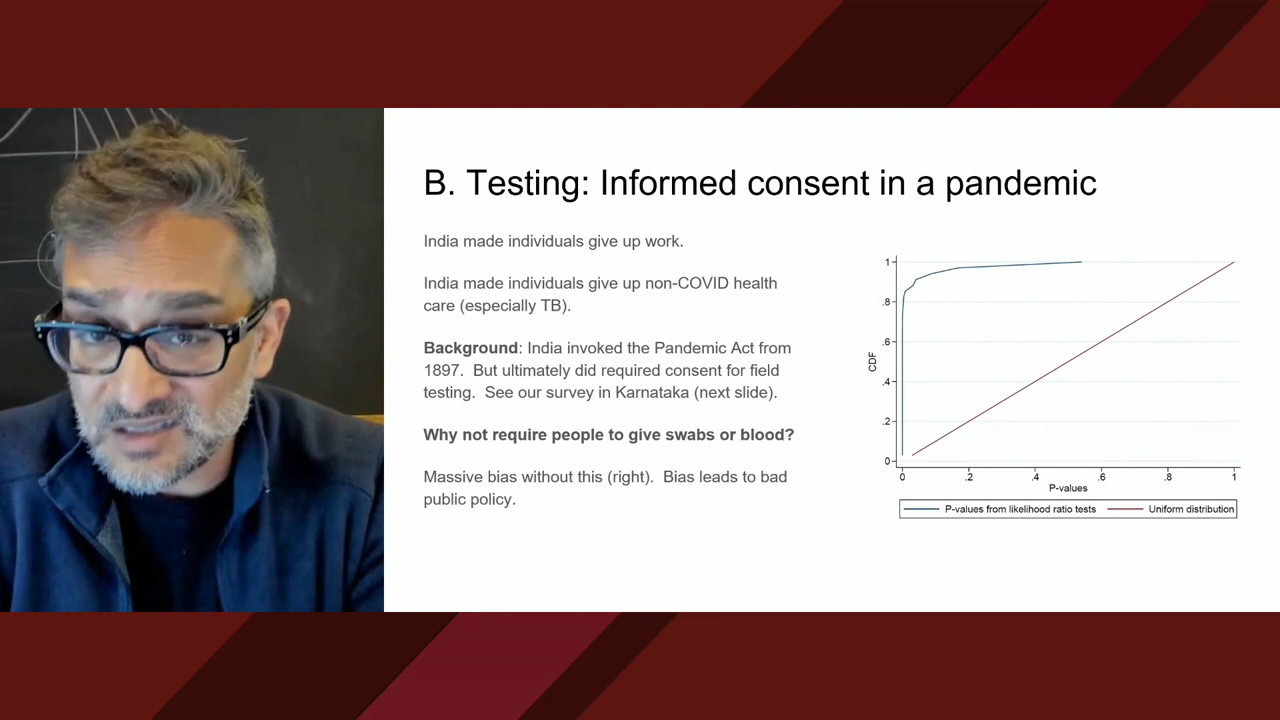 B. Testing: Informed consent in a pandemic
India made individuals give up work.
India made individuals give up non-COVID health
care (especially TB).
Background: India invoked the Pandemic Act from
1897.  But ultimately did required consent for field
testing.  See our survey in Karnataka (next slide).
Why not require people to give swabs or blood?
Massive bias without this (right).  Bias leads to bad
public policy.
1
.8
.6
.4
.2
0
CDF
0 .2 .4 .6 .8 1
P-values
P-values from likelihood ratio tests Uniform distribution